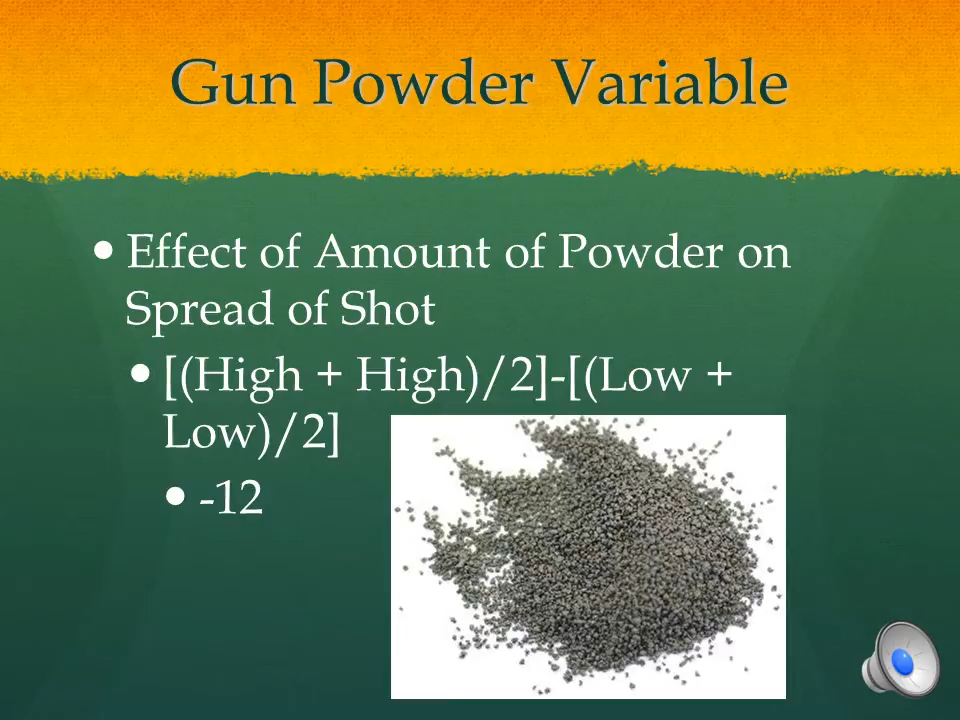 Gun Powder Variable
• Effect of Amount of Powder on
Spread of Shot
• [(High + High)/2]-[(Low +
Low)/2]
• -12